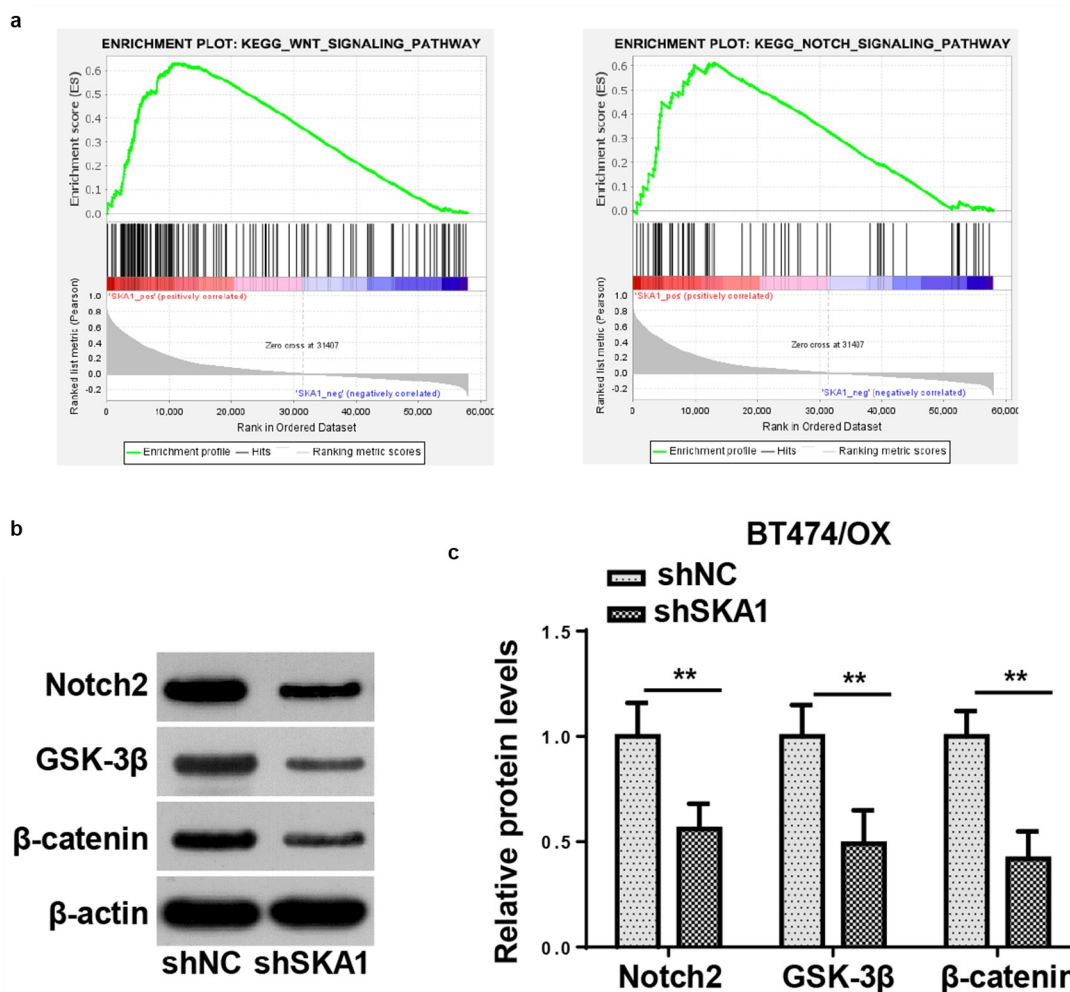 a
ENRICHMENT PLOT: KEGG_WNT_SIGNALING_PATHWAY
Enrichment score (ES)
0.6
0.5
0.4
0.3
0.2
0.1
0.0
'SKA1_pos' (positively correlated)
Ranked list metric (Pearson)
1.0
0.8
0.6
0.4
0.2
0.0
-0.2
Zero cross at 31407
'SKA1_neg' (negatively correlated)
0 10,000 20,000 30,000 40,000 50,000 60,000
Rank in Ordered Dataset
Enrichment profile Hits Ranking metric scores
ENRICHMENT PLOT: KEGG_NOTCH_SIGNALING_PATHWAY
Enrichment score (ES)
0.6
0.5
0.4
0.3
0.2
0.1
0.0
'SKA1_pos' (positively correlated)
Ranked list metric (Pearson)
1.0
0.8
0.6
0.4
0.2
0.0
-0.2
Zero cross at 31407
'SKA1_neg' (negatively correlated)
0 10,000 20,000 30,000 40,000 50,000 60,000
Rank in Ordered Dataset
Enrichment profile Hits Ranking metric scores
b
Notch2
GSK-3β
β-catenin
β-actin
shNC shSKA1
c
BT474/OX
shNC
shSKA1
Relative protein levels
1.5
1.0
0.5
0.0
** ** **
Notch2 GSK-3β β-catenin